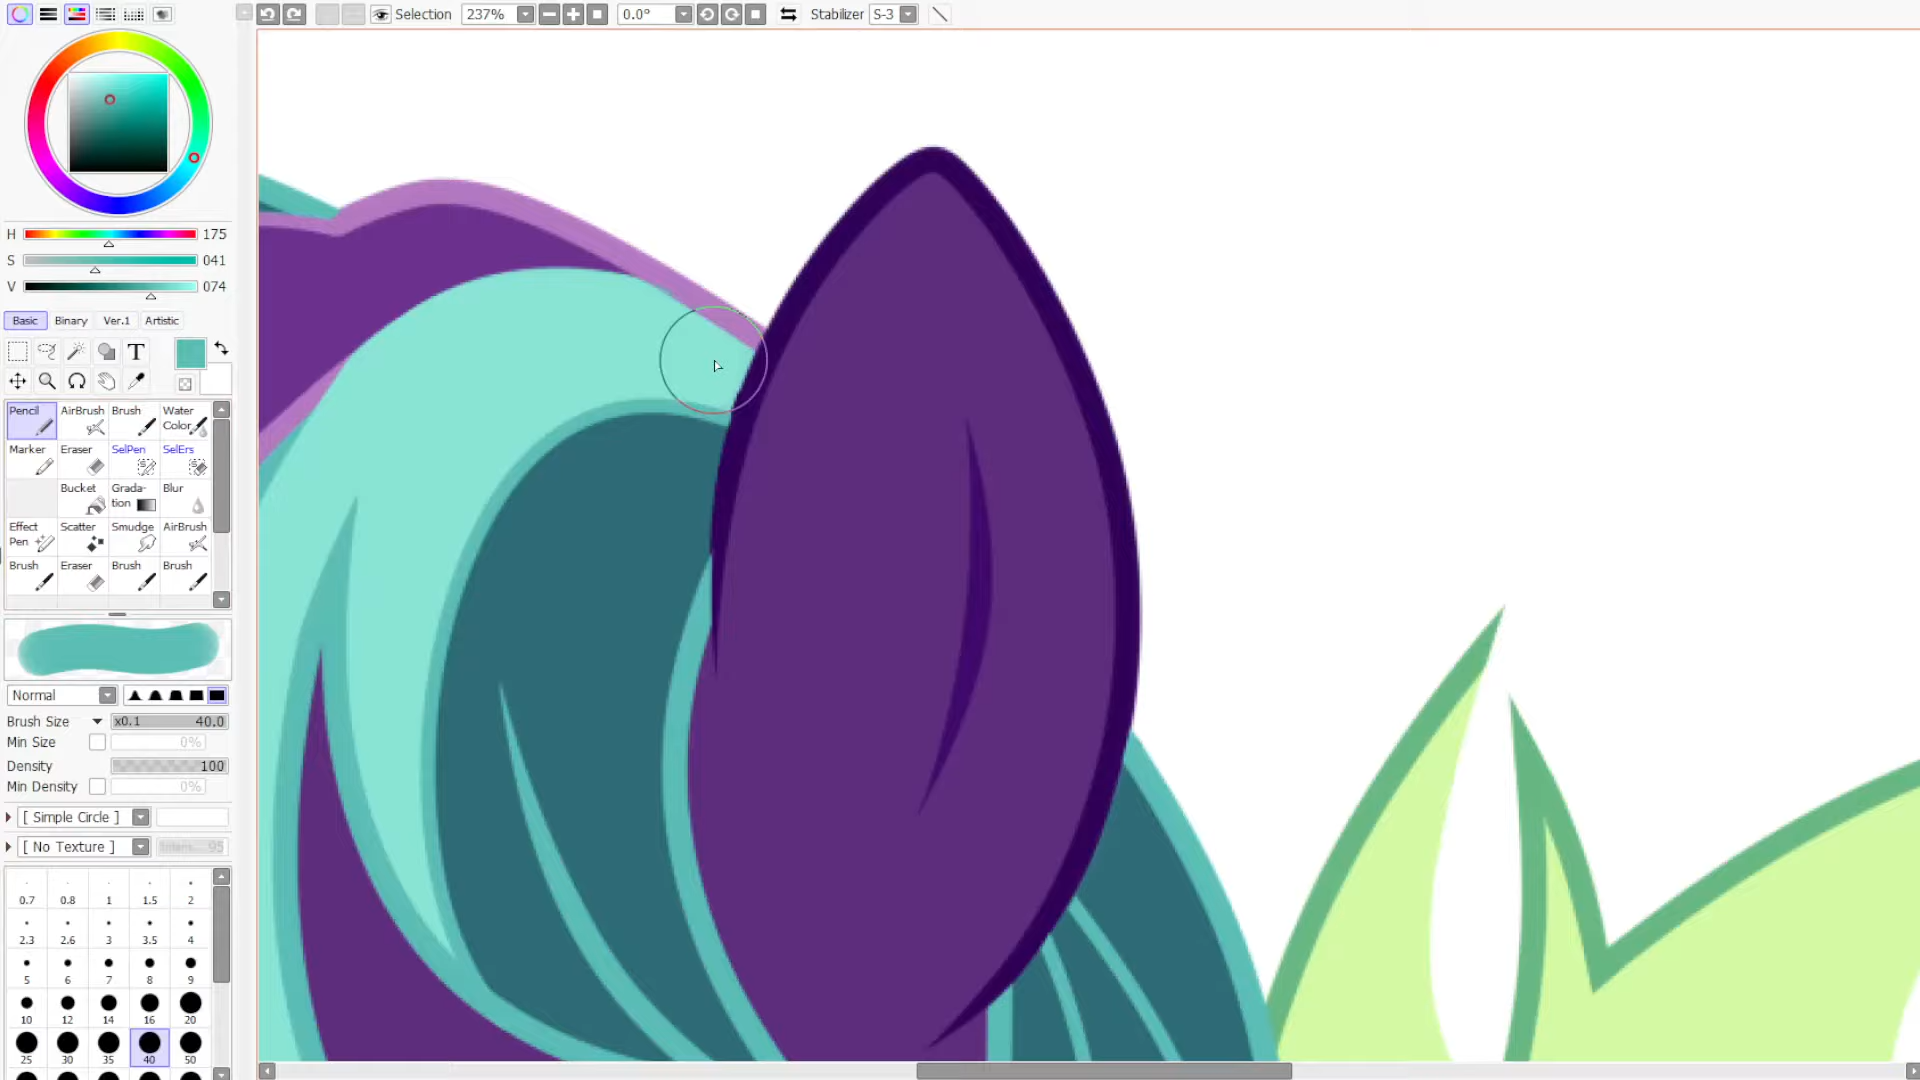 Selection 237% 0.0° Stabilizer S-3
H 175
S 041
V 074
Basic Binary Ver.1 Artistic
T
Pencil AirBrush Brush Water Color
Marker Eraser SelPen SelErs
Bucket Grada-tion Blur
Effect Pen Scatter Smudge AirBrush
Brush Eraser Brush Brush
Normal
Brush Size x0.1 40.0
Min Size 0%
Density 100
Min Density 0%
[ Simple Circle ]
[ No Texture ] 95
0.7 0.8 1 1.5 2
2.3 2.6 3 3.5 4
5 6 7 8 9
10 12 14 16 20
25 30 35 40 50